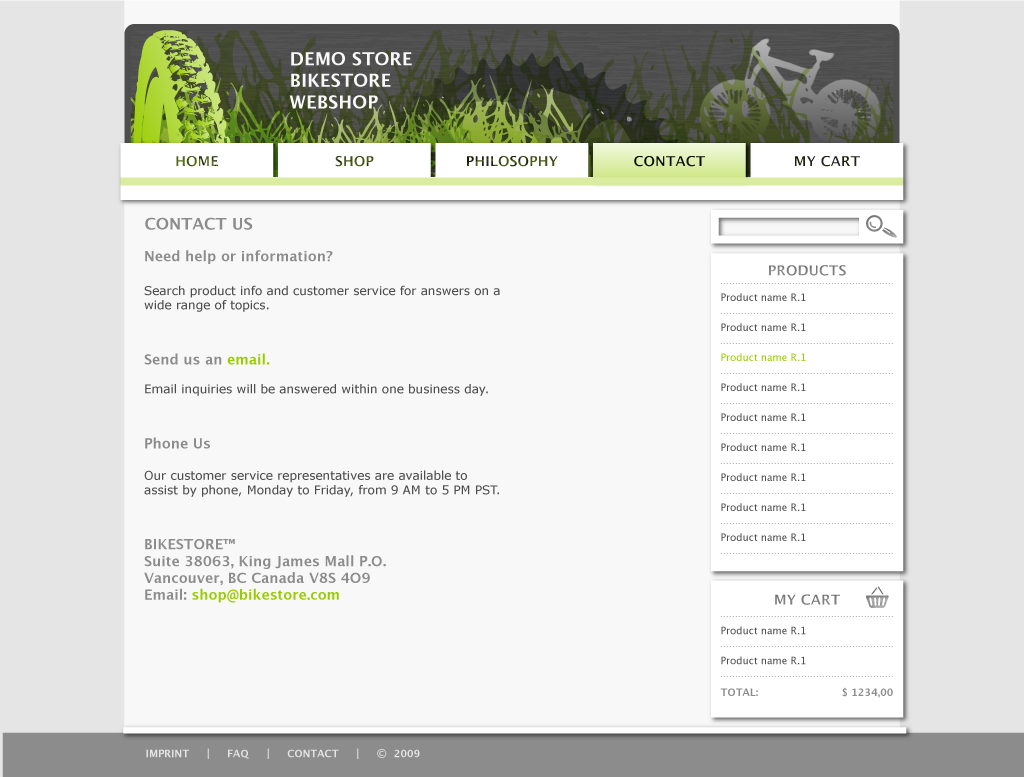 DEMO STORE
BIKESTORE
WEBSHOP
HOME
SHOP
PHILOSOPHY
CONTACT
MY CART
CONTACT US
Need help or information?
Search product info and customer service for answers on a
wide range of topics.
Send us an email.
Email inquiries will be answered within one business day.
Phone Us
Our customer service representatives are available to
assist by phone, Monday to Friday, from 9 AM to 5 PM PST.
BIKESTORE™
Suite 38063, King James Mall P.O.
Vancouver, BC Canada V8S 4O9
Email: shop@bikestore.com
PRODUCTS
Product name R.1
Product name R.1
Product name R.1
Product name R.1
Product name R.1
Product name R.1
Product name R.1
Product name R.1
Product name R.1
MY CART
Product name R.1
Product name R.1
TOTAL: $ 1234,00
IMPRINT | FAQ | CONTACT | © 2009